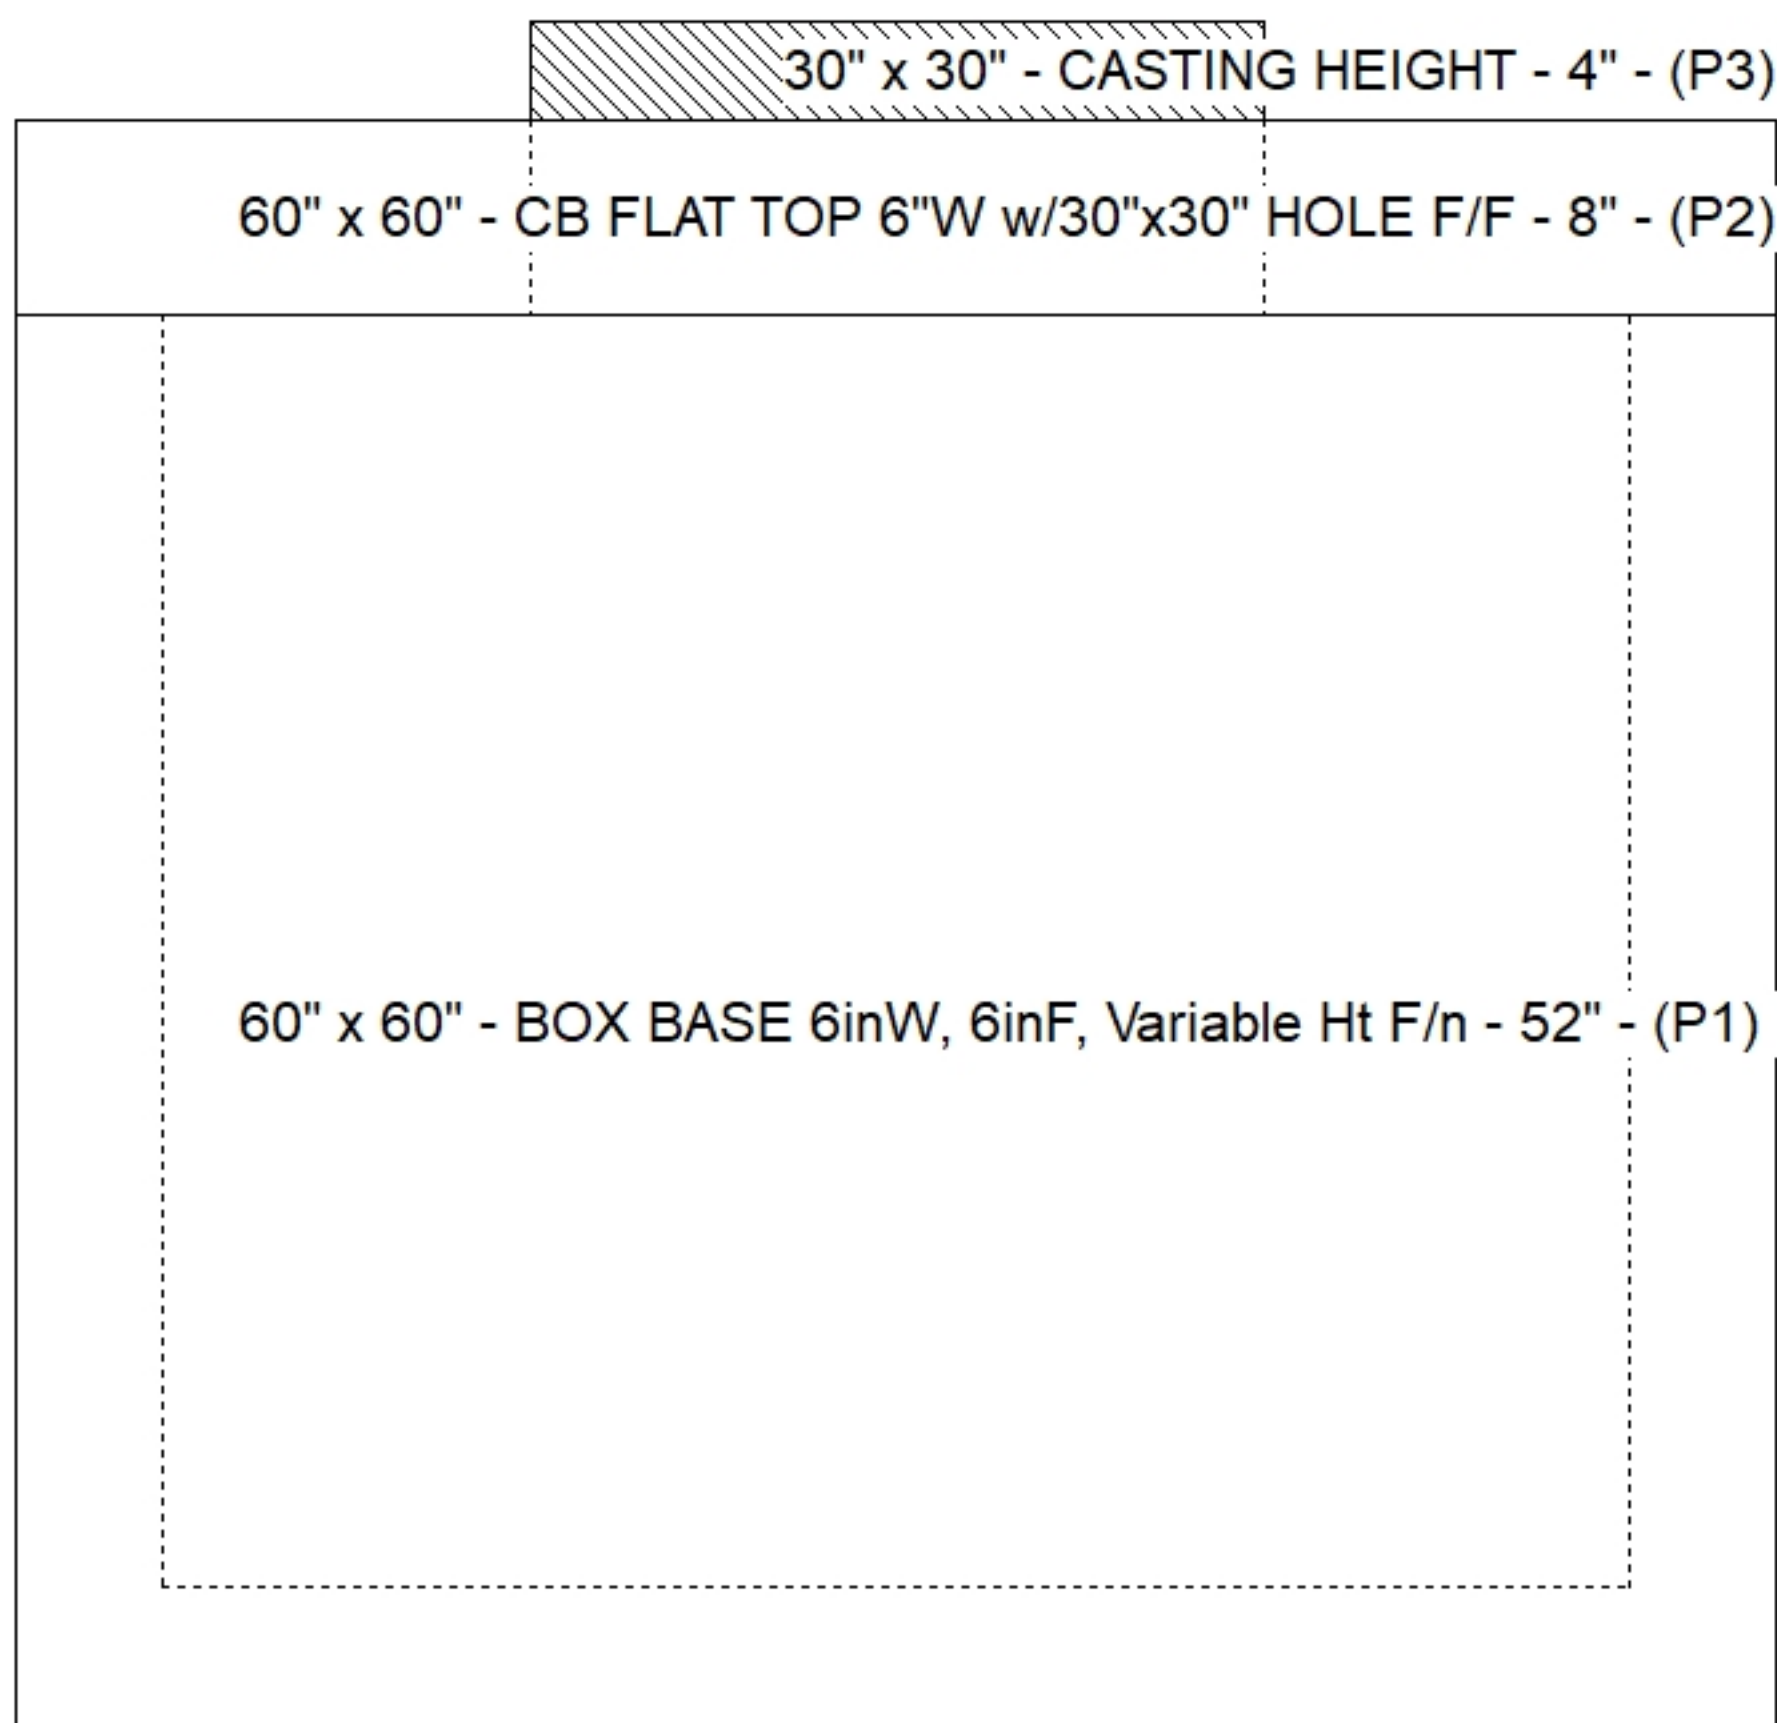 30" x 30" - CASTING HEIGHT - 4" - (P3)
60" x 60" - CB FLAT TOP 6"W w/30"x30" HOLE F/F - 8" - (P2)
60" x 60" - BOX BASE 6inW, 6inF, Variable Ht F/n - 52" - (P1)